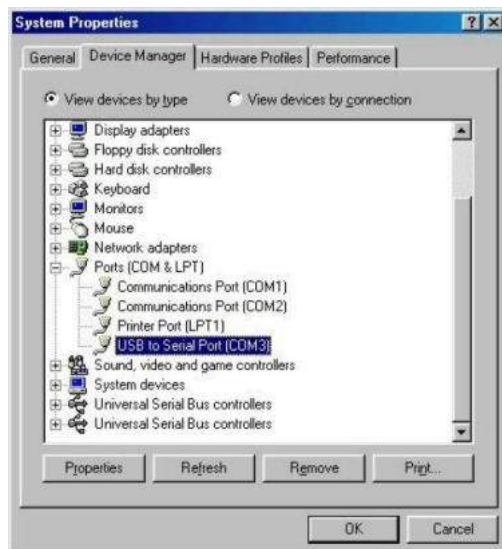 System Properties
General Device Manager Hardware Profiles Performance
View devices by type View devices by connection
Display adapters
Floppy disk controllers
Hard disk controllers
Keyboard
Monitors
Mouse
Network adapters
Ports (COM & LPT)
Communications Port (COM1)
Communications Port (COM2)
Printer Port (LPT1)
USB to Serial Port (COM3)
Sound, video and game controllers
System devices
Universal Serial Bus controllers
Universal Serial Bus controllers
Properties Refresh Remove Print...
OK Cancel